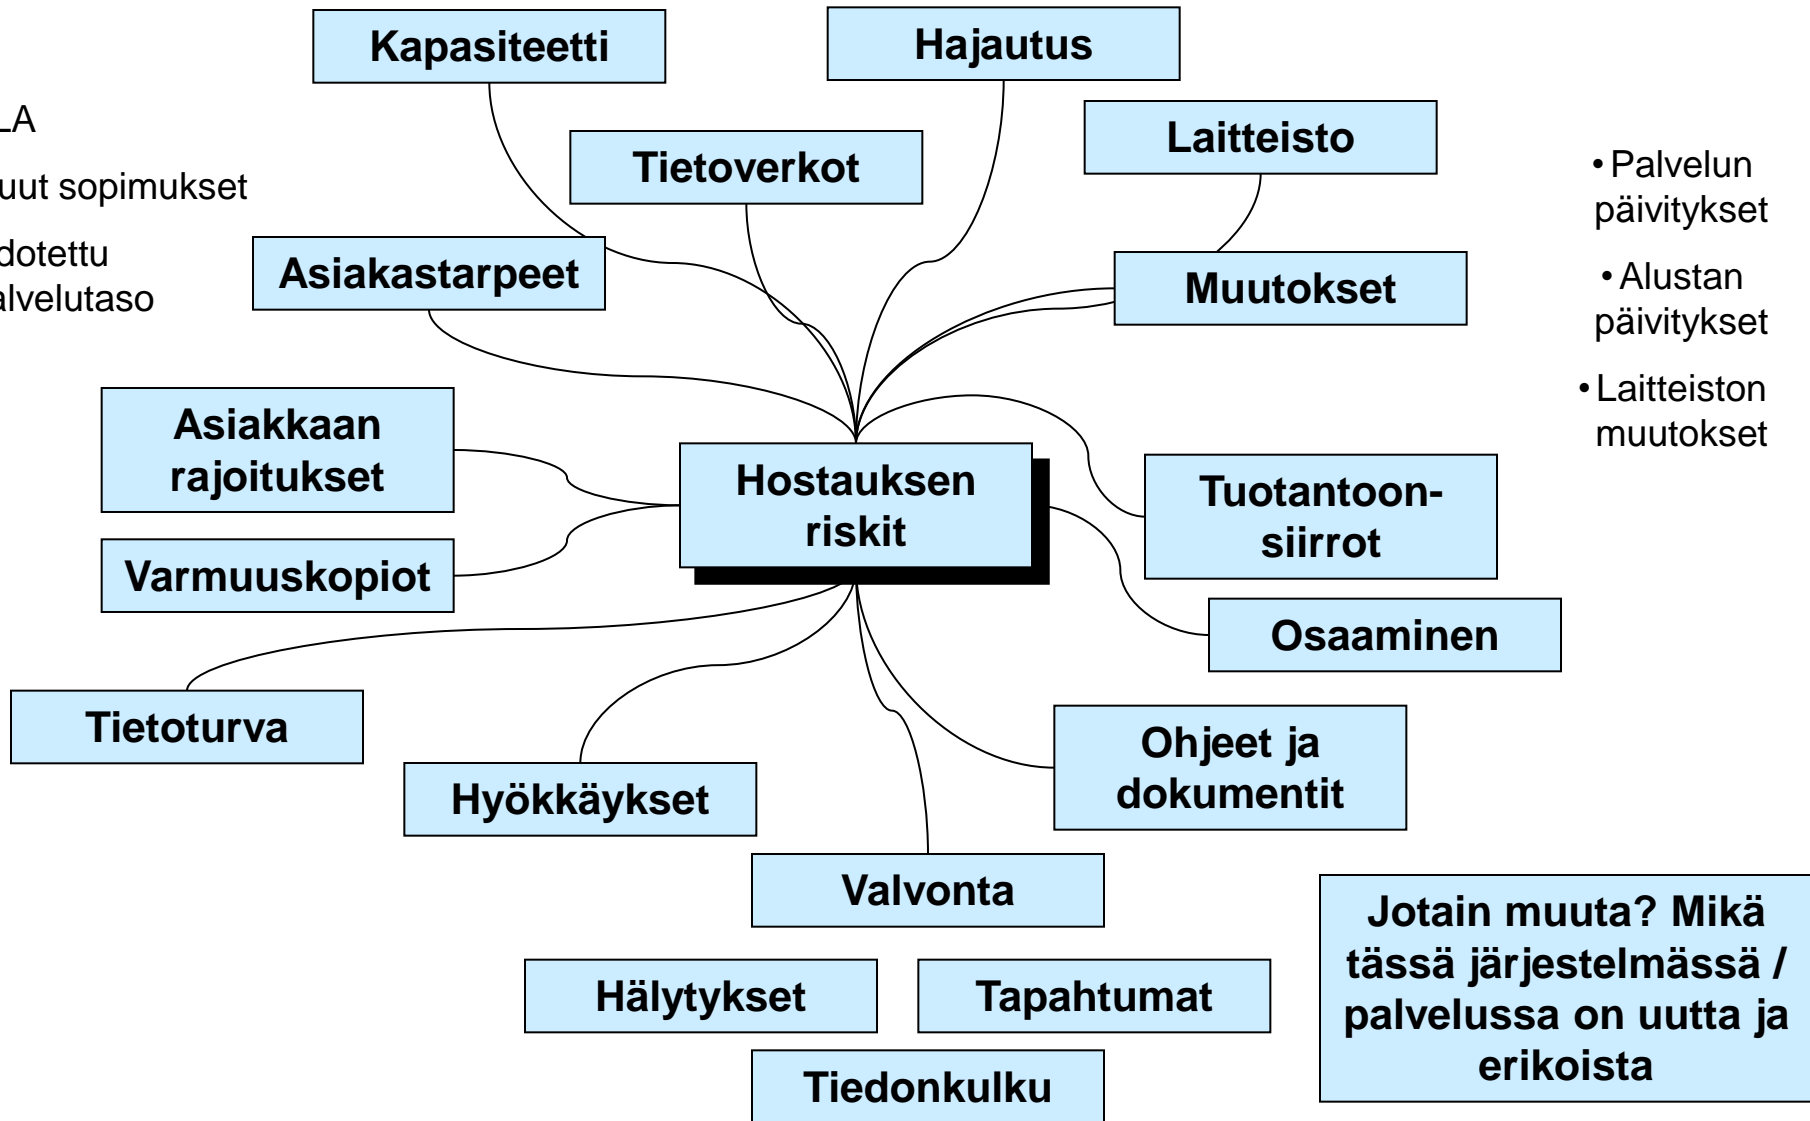 Kapasiteetti
Hajautus
LA
Laitteisto
Tietoverkot
uut sopimukset
• Palvelun
päivitykset
dotettu
alvelutaso
Asiakastarpeet
Muutokset
• Alustan
päivitykset
• Laitteiston
muutokset
Asiakkaan
rajoitukset
Hostauksen
riskit
Tuotantoon-
siirrot
Varmuuskopiot
Osaaminen
Tietoturva
Ohjeet ja
dokumentit
Hyökkäykset
Valvonta
Jotain muuta? Mikä
tässä järjestelmässä /
palvelussa on uutta ja
erikoista
Hälytykset
Tapahtumat
Tiedonkulku